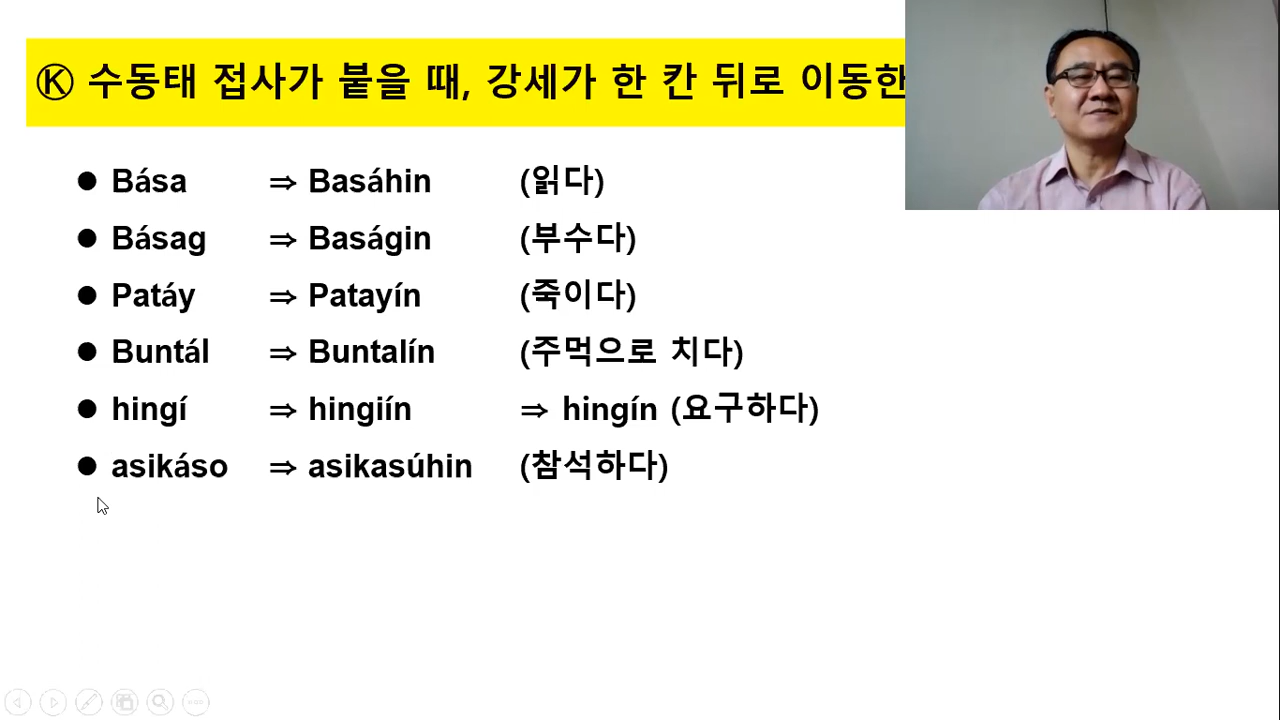 Ⓚ 수동태 접사가 붙을 때, 강세가 한 칸 뒤로 이동한
● Bása ⇒ Basáhin (읽다)
● Básag ⇒ Baságin (부수다)
● Patáy ⇒ Patayín (죽이다)
● Buntál ⇒ Buntalín (주먹으로 치다)
● hingí ⇒ hingiín ⇒ hingín (요구하다)
● asikáso ⇒ asikasúhin (참석하다)